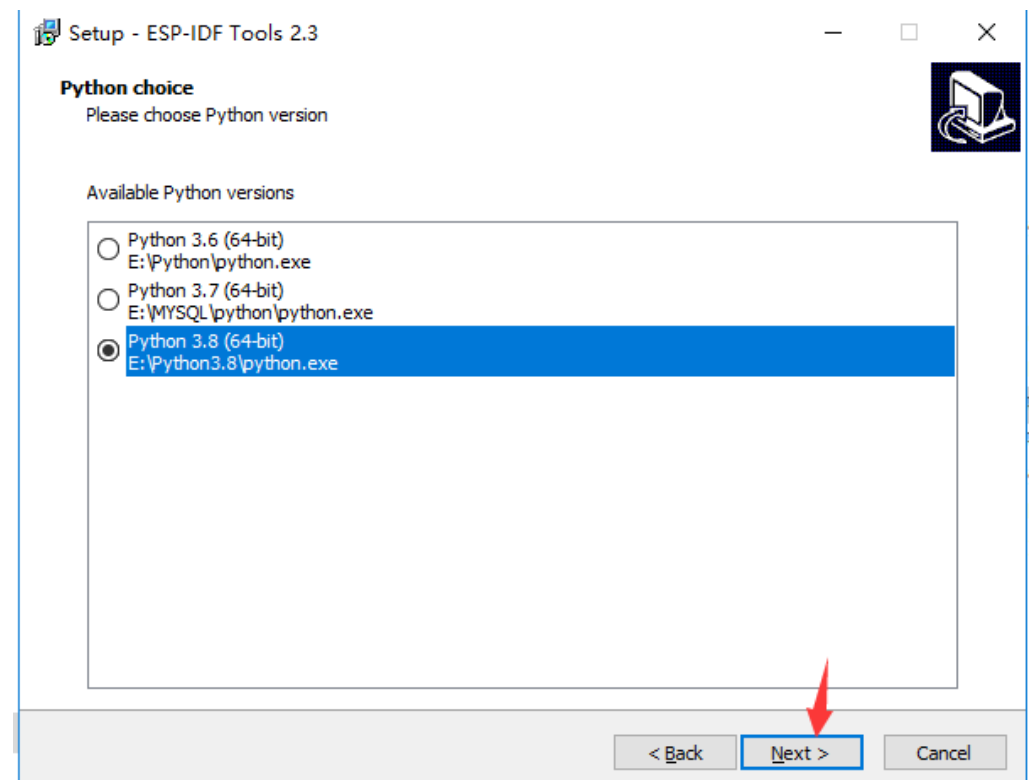 Setup - ESP-IDF Tools 2.3
Python choice
Please choose Python version
Available Python versions
Python 3.6 (64-bit)
E:\Python\python.exe
Python 3.7 (64-bit)
E:\MYSQL\python\python.exe
Python 3.8 (64-bit)
E:\Python3.8\python.exe
< Back
Next >
Cancel